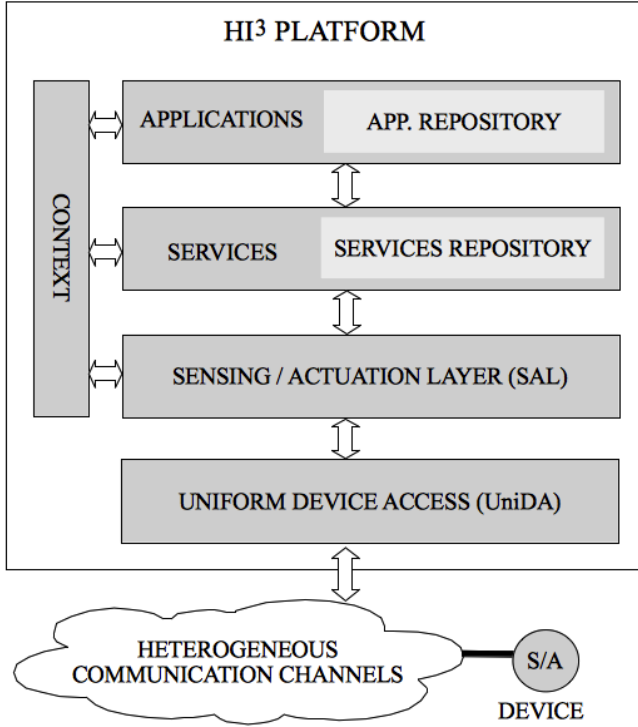 HI³ PLATFORM
CONTEXT
APPLICATIONS
APP. REPOSITORY
SERVICES
SERVICES REPOSITORY
SENSING / ACTUATION LAYER (SAL)
UNIFORM DEVICE ACCESS (UniDA)
HETEROGENEOUS
COMMUNICATION CHANNELS
S/A
DEVICE